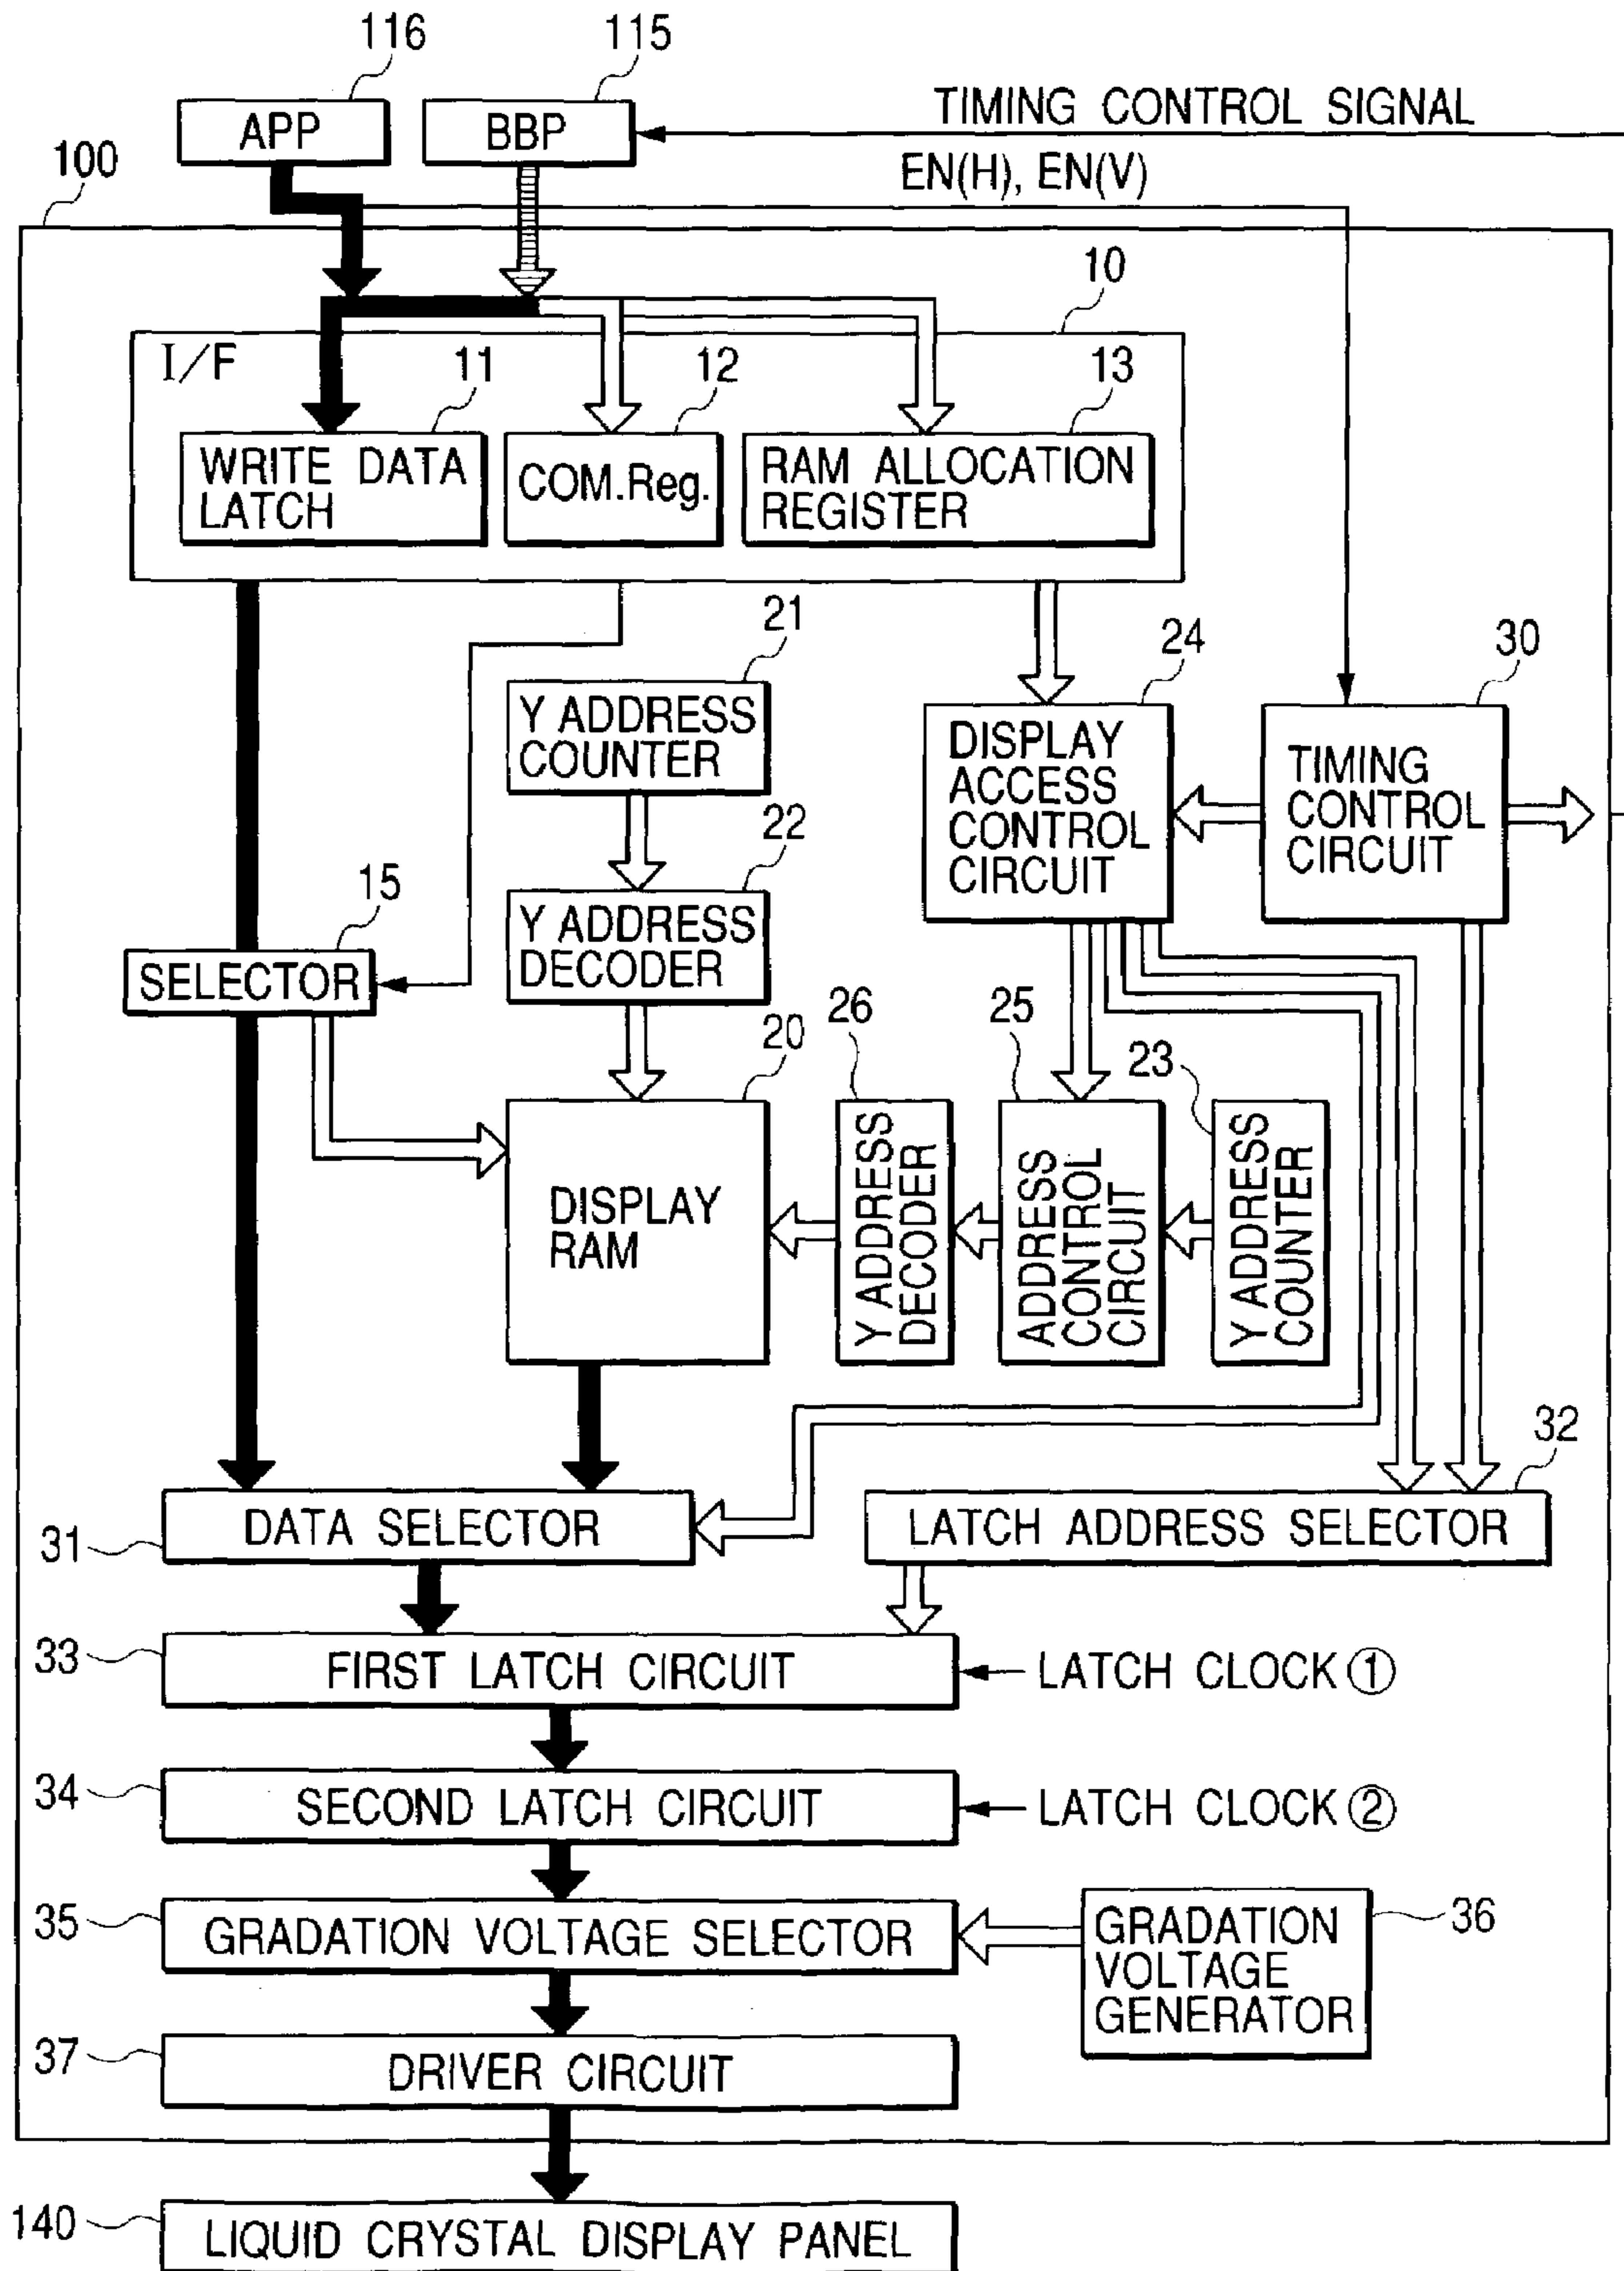 116
115
APP
BBP
TIMING CONTROL SIGNAL
EN(H), EN(V)
100
10
I/F
11
12
13
WRITE DATA
LATCH
COM.Reg.
RAM ALLOCATION
REGISTER
21
24
30
Y ADDRESS
COUNTER
DISPLAY
ACCESS
CONTROL
CIRCUIT
TIMING
CONTROL
CIRCUIT
22
15
Y ADDRESS
DECODER
SELECTOR
20
26
25
23
DISPLAY
RAM
Y ADDRESS
DECODER
ADDRESS
CONTROL
CIRCUIT
Y ADDRESS
COUNTER
32
31
DATA SELECTOR
LATCH ADDRESS SELECTOR
33
FIRST LATCH CIRCUIT
LATCH CLOCK ①
34
SECOND LATCH CIRCUIT
LATCH CLOCK ②
35
GRADATION VOLTAGE SELECTOR
GRADATION
VOLTAGE
GENERATOR
36
37
DRIVER CIRCUIT
140
LIQUID CRYSTAL DISPLAY PANEL